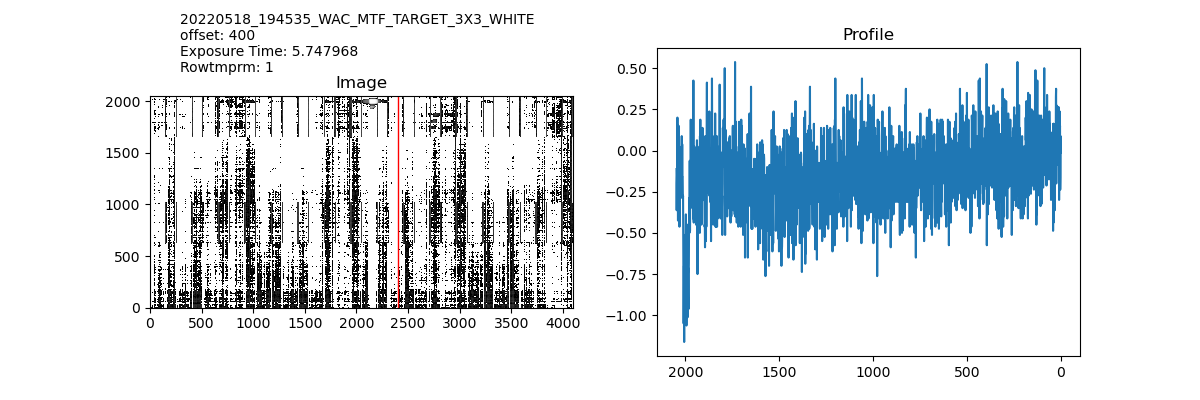 20220518_194535_WAC_MTF_TARGET_3X3_WHITE
offset: 400
Exposure Time: 5.747968
Rowtmprm: 1
Image
2000
1500
1000
500
0
0 500 1000 1500 2000 2500 3000 3500 4000
Profile
0.50
0.25
0.00
−0.25
−0.50
−0.75
−1.00
2000 1500 1000 500 0